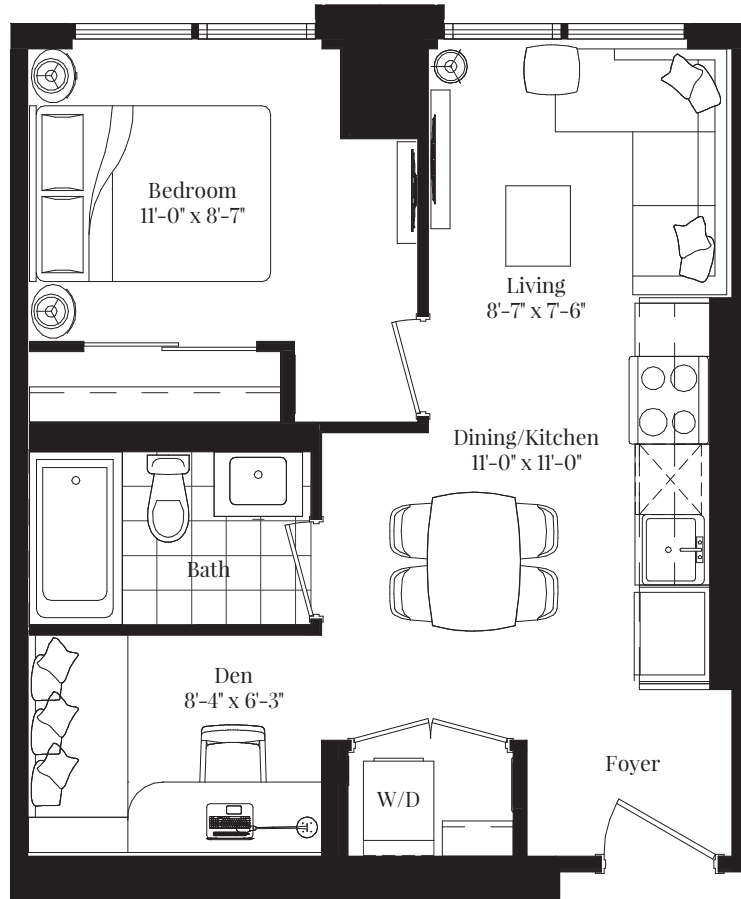 Bedroom
11'-0" x 8'-7"
Living
8'-7" x 7'-6"
Dining/Kitchen
11'-0" x 11'-0"
Bath
Den
8'-4" x 6'-3"
W/D
Foyer